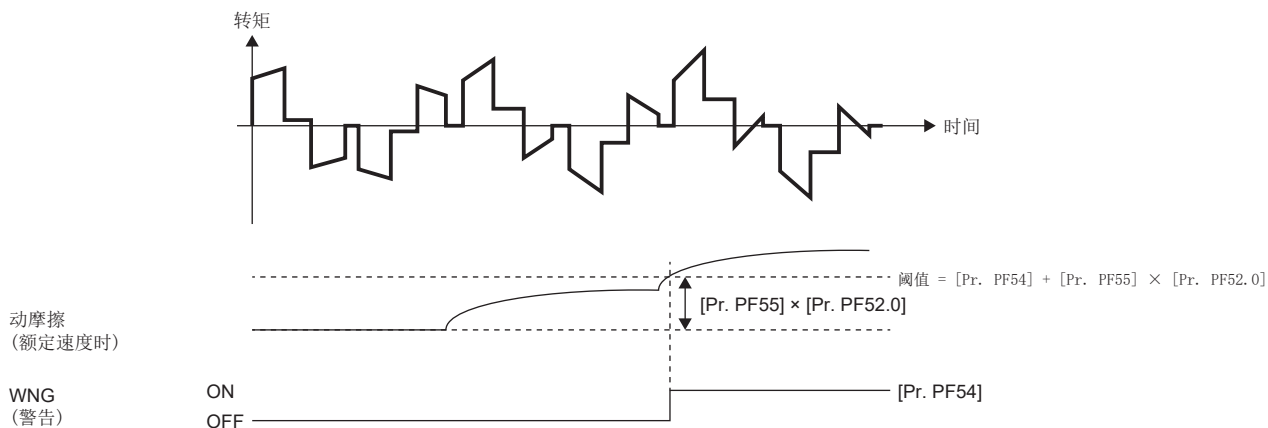 转矩
时间
阈值 = [Pr. PF54] + [Pr. PF55] × [Pr. PF52.0]
[Pr. PF55] × [Pr. PF52.0]
动摩擦
(额定速度时)
WNG
(警告)
ON
OFF
[Pr. PF54]